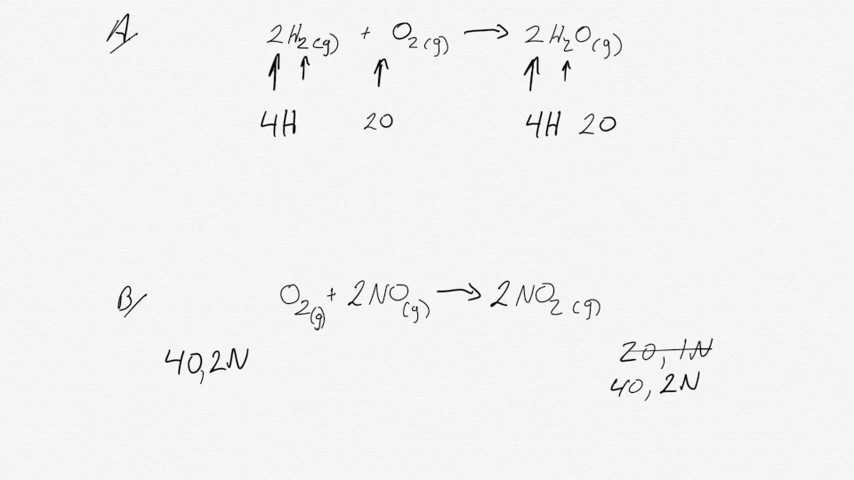 A/ 2H₂(g) + O₂(g) → 2H₂O(g)
4H 2O 4H 2O
B/ O₂(g) + 2NO(g) → 2NO₂(g)
2O, 1N
4O, 2N 4O, 2N